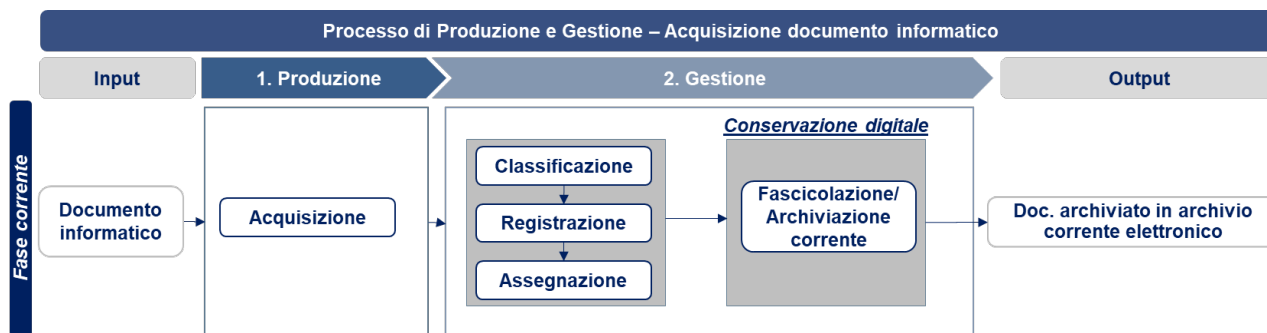 Processo di Produzione e Gestione – Acquisizione documento informatico
Input
1. Produzione
2. Gestione
Output
Fase corrente
Documento
informatico
Acquisizione
Classificazione
Registrazione
Assegnazione
Conservazione digitale
Fascicolazione/
Archiviazione
corrente
Doc. archiviato in archivio
corrente elettronico